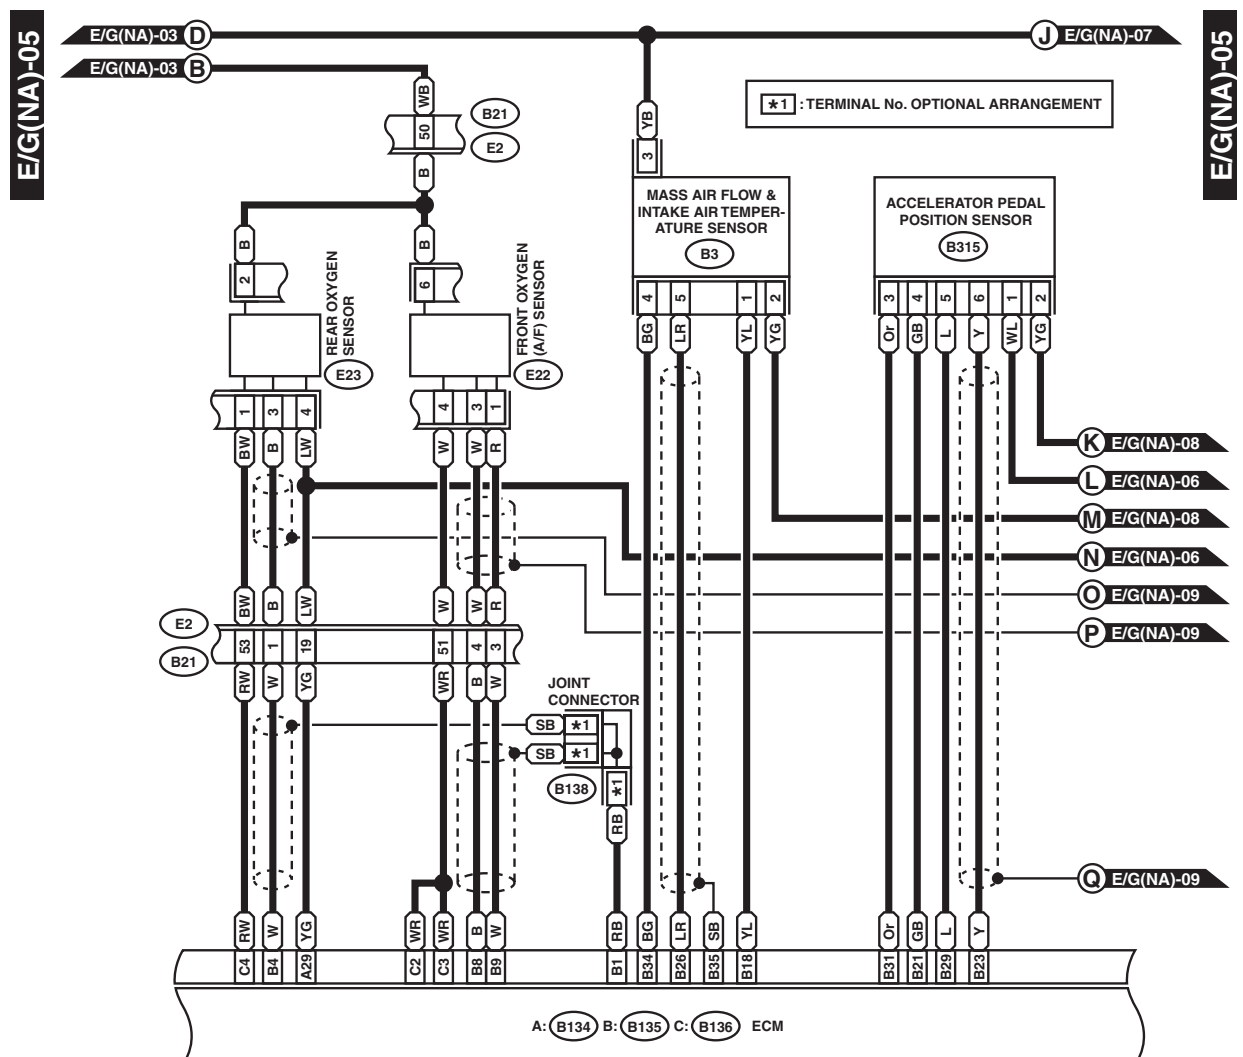 E/G(NA)-05
E/G(NA)-05
E/G(NA)-03 D
J E/G(NA)-07
E/G(NA)-03 B
WB
B21
50
E2
B
YB
3
*1 : TERMINAL No. OPTIONAL ARRANGEMENT
MASS AIR FLOW &
INTAKE AIR TEMPER-
ATURE SENSOR
B3
ACCELERATOR PEDAL
POSITION SENSOR
B315
B
B
2
6
REAR OXYGEN
SENSOR
E23
FRONT OXYGEN
(A/F) SENSOR
E22
4 5 1 2
3 4 5 6 1 2
BG LR YL YG
Or GB L Y WL YG
1 3 4
4 3 1
BW B LW
W W R
K E/G(NA)-08
L E/G(NA)-06
M E/G(NA)-08
N E/G(NA)-06
O E/G(NA)-09
P E/G(NA)-09
BW B LW
W W R
E2
B21
53 1 19
51 4 3
RW W YG
WR B W
JOINT
CONNECTOR
SB *1
SB *1
B138
*1
RB
Q E/G(NA)-09
RW W YG WR WR B W RB BG LR SB YL Or GB L Y
C4 B4 A29 C2 C3 B8 B9 B1 B34 B26 B35 B18 B31 B21 B29 B23
A: B134 B: B135 C: B136 ECM